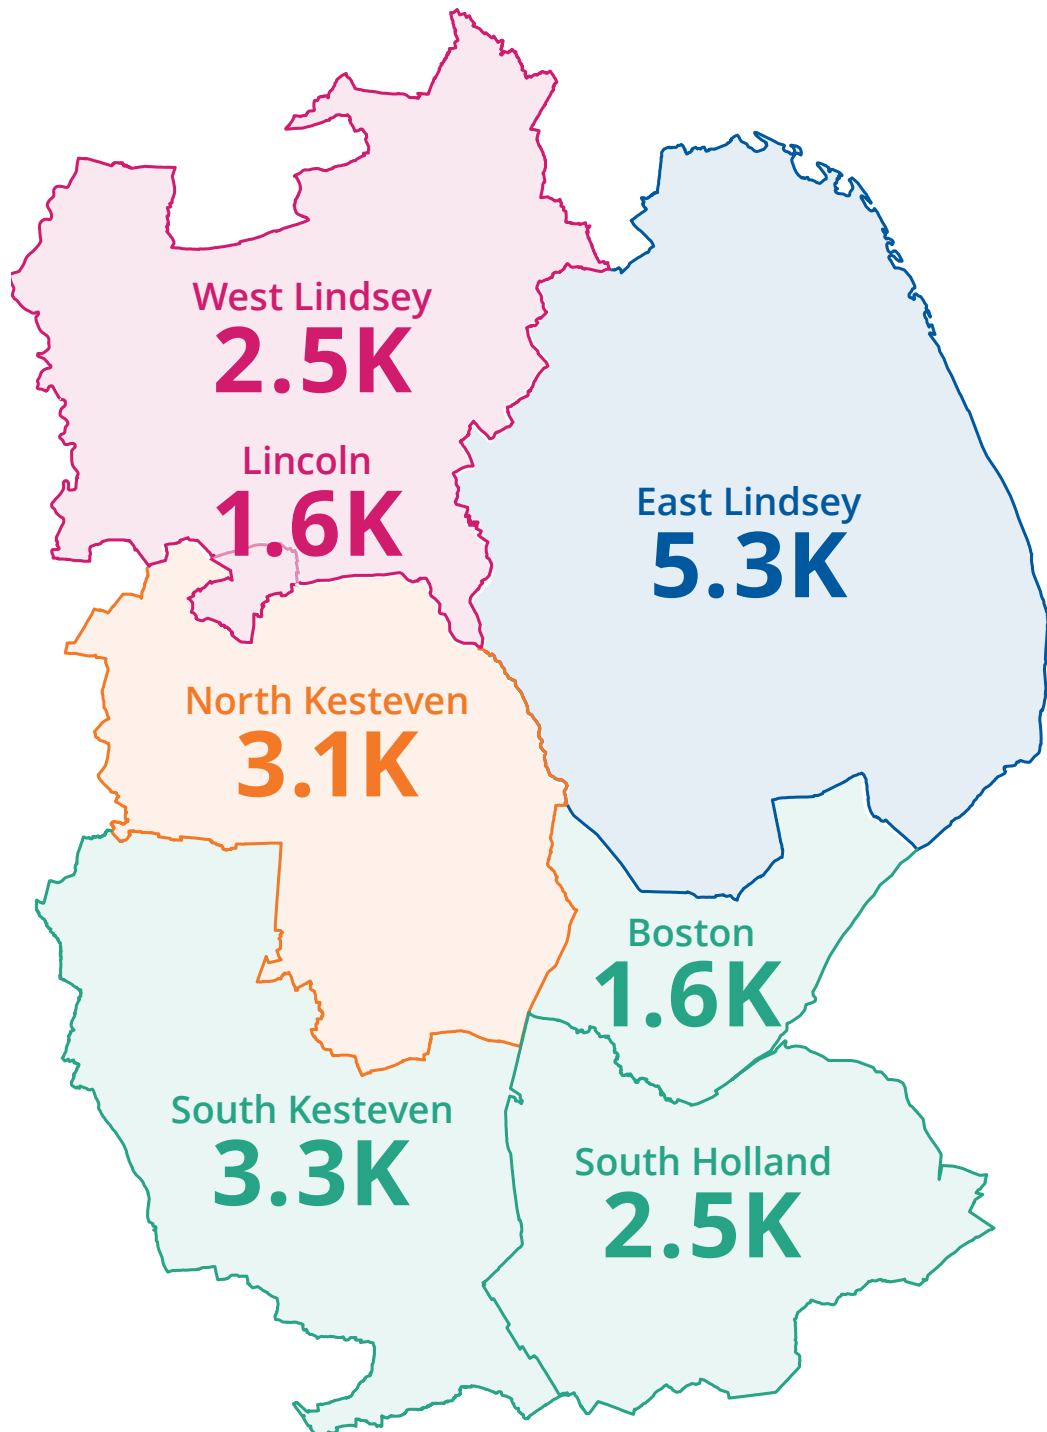 West Lindsey
2.5K
Lincoln
1.6K
East Lindsey
5.3K
North Kesteven
3.1K
Boston
1.6K
South Kesteven
3.3K
South Holland
2.5K